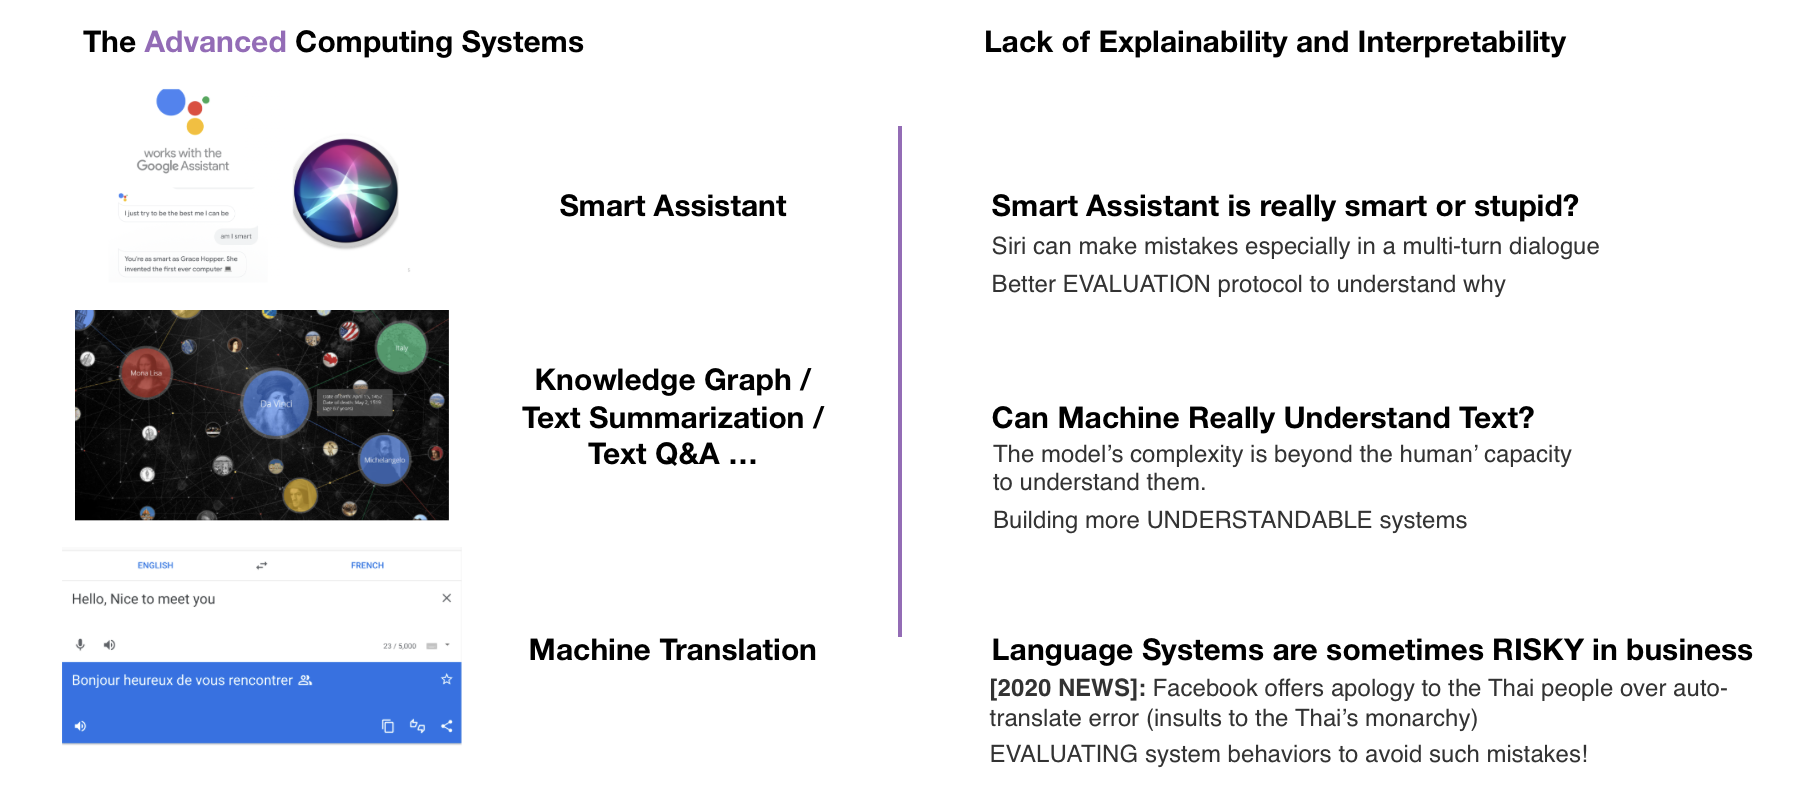 The Advanced Computing Systems
works with the
Google Assistant
I just try to be the best me I can be
am I smart
You're as smart as Grace Hopper. She
invented the first ever computer 💻
Smart Assistant
Mona Lisa
Italy
Da Vinci
Michelangelo
Knowledge Graph /
Text Summarization /
Text Q&A ...
ENGLISH
FRENCH
Hello, Nice to meet you
23 / 5,000
Bonjour heureux de vous rencontrer
Machine Translation
Lack of Explainability and Interpretability
Smart Assistant is really smart or stupid?
Siri can make mistakes especially in a multi-turn dialogue
Better EVALUATION protocol to understand why
Can Machine Really Understand Text?
The model's complexity is beyond the human' capacity
to understand them.
Building more UNDERSTANDABLE systems
Language Systems are sometimes RISKY in business
[2020 NEWS]: Facebook offers apology to the Thai people over auto-
translate error (insults to the Thai's monarchy)
EVALUATING system behaviors to avoid such mistakes!